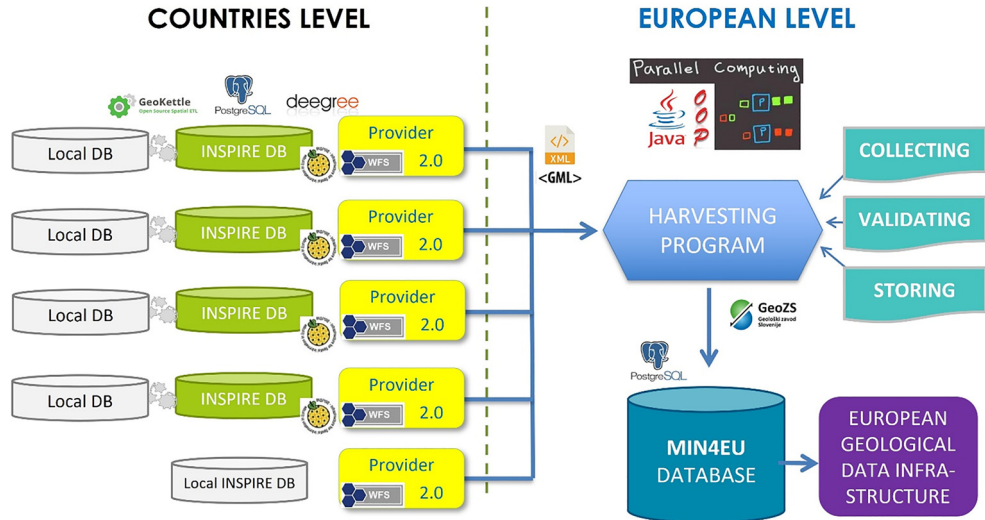 COUNTRIES LEVEL
EUROPEAN LEVEL
GeoKettle
Open Source Spatial ETL
PostgreSQL
deegree
Local DB
INSPIRE DB
Provider
2.0
WFS
Local DB
INSPIRE DB
Provider
2.0
WFS
Local DB
INSPIRE DB
Provider
2.0
WFS
Local DB
INSPIRE DB
Provider
2.0
WFS
Local INSPIRE DB
Provider
2.0
WFS
XML
<GML>
Parallel Computing
Java
OOP
P
P
HARVESTING
PROGRAM
COLLECTING
VALIDATING
STORING
GeoZS
Geološki zavod
Slovenije
PostgreSQL
MIN4EU
DATABASE
EUROPEAN
GEOLOGICAL
DATA INFRA-
STRUCTURE